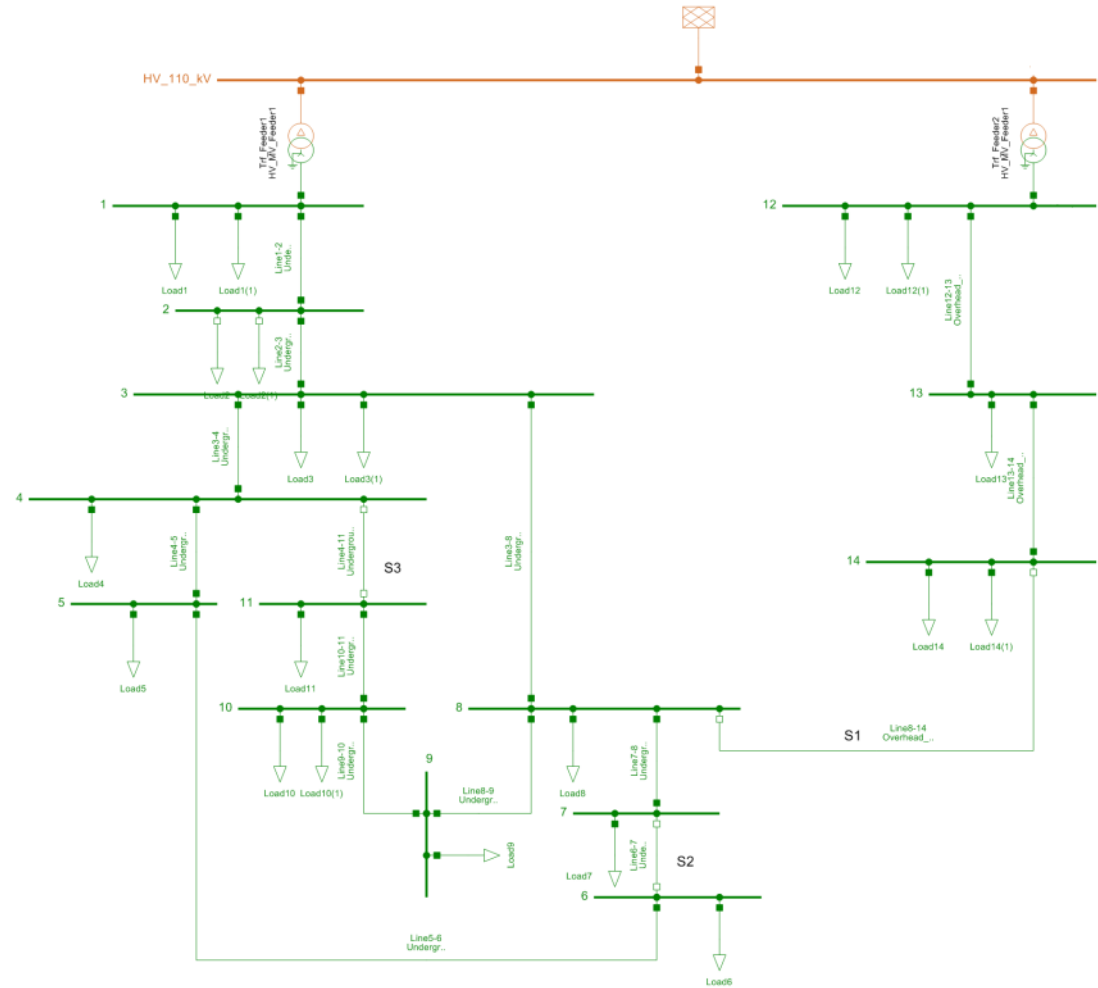 HV_110_kV
Trf_Feeder1
HV_MV_Feeder1
Trf_Feeder2
HV_MV_Feeder1
1
12
Load1
Load1(1)
Line1-2
Unde..
Load12
Load12(1)
Line12-13
Overhead_..
2
Line2-3
Undergr..
Load2
Load2(1)
3
13
Line3-4
Undergr..
Load3
Load3(1)
Load13
Line13-14
Overhead_..
4
Line4-5
Undergr..
Line4-11
Undergrou..
S3
Line3-8
Undergr..
14
Load4
5
11
Load14
Load14(1)
Load5
Load11
Line10-11
Undergr..
10
8
Line9-10
Undergr..
Line7-8
Undergr..
S1
Line8-14
Overhead_..
9
Load10
Load10(1)
Load8
Line8-9
Undergr..
7
Load9
Load7
Line6-7
Unde..
S2
6
Line5-6
Undergr..
Load6